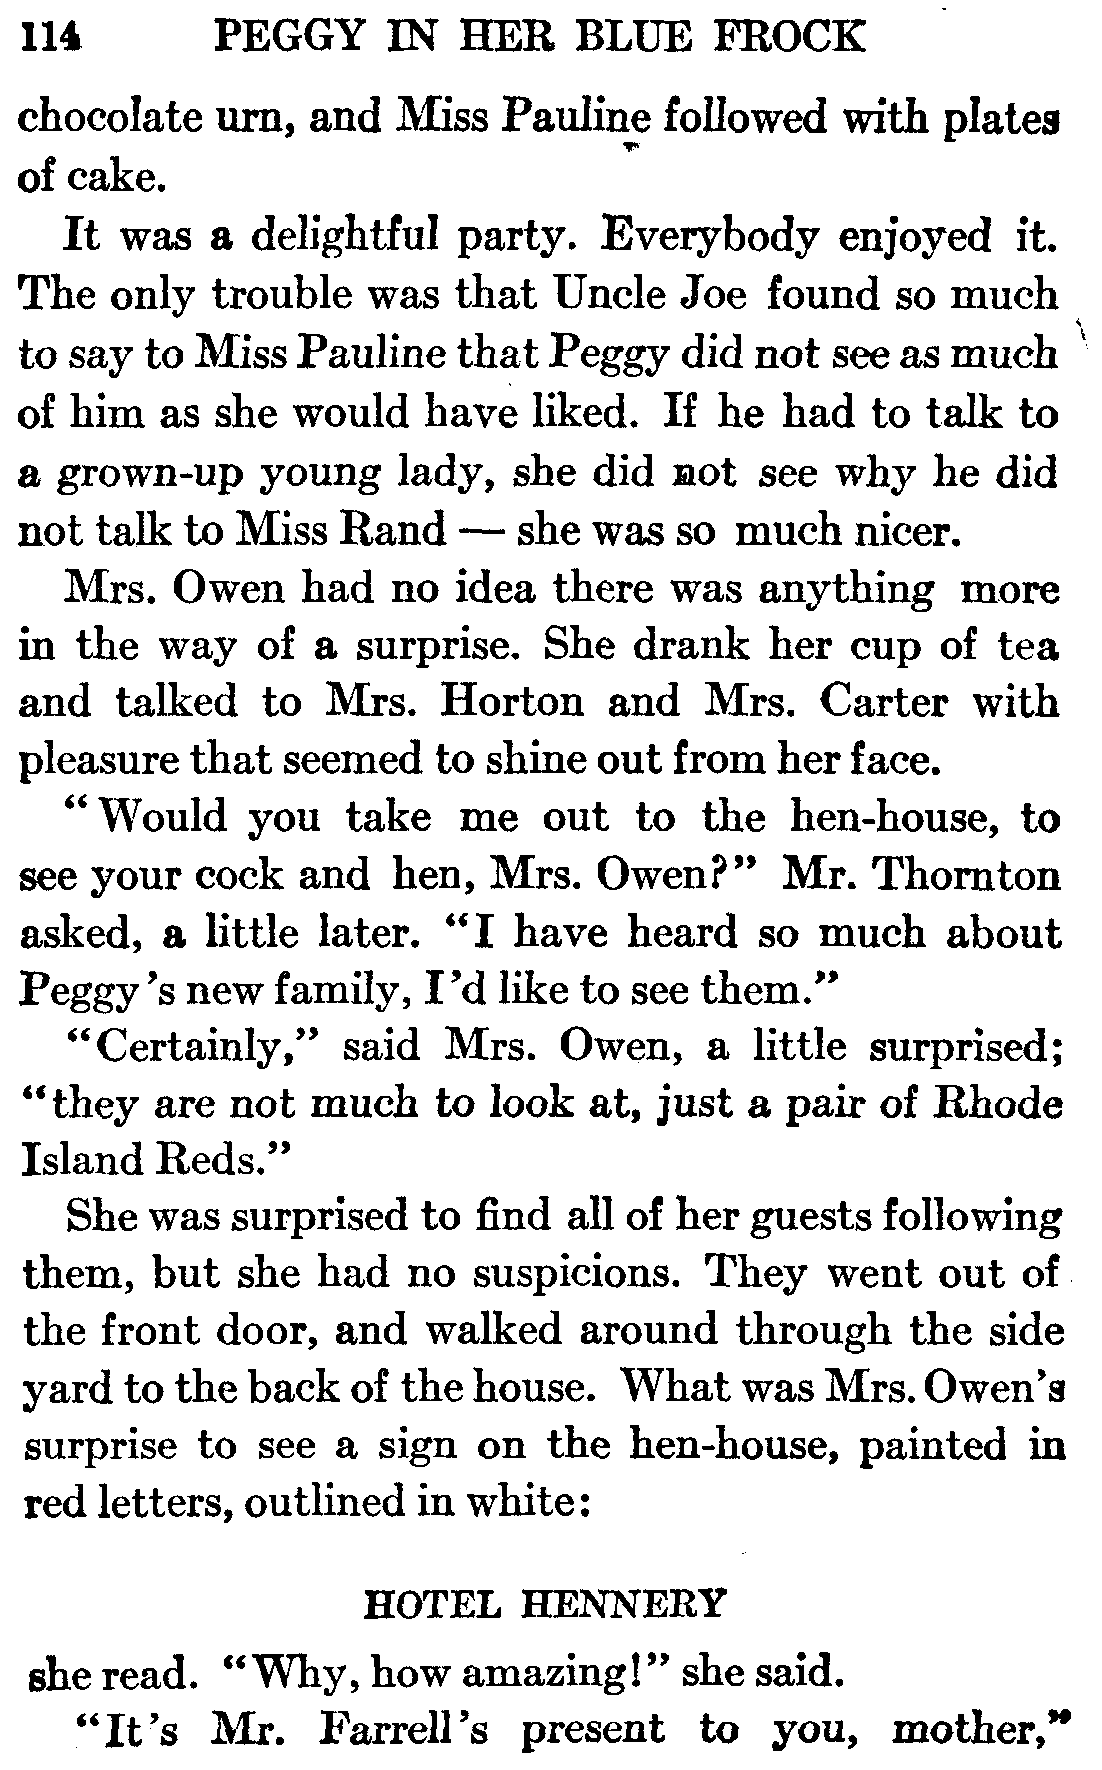 114 PEGGY IN HER BLUE FROCK
chocolate urn, and Miss Pauline followed with plates
of cake.
It was a delightful party. Everybody enjoyed it.
The only trouble was that Uncle Joe found so much
to say to Miss Pauline that Peggy did not see as much
of him as she would have liked. If he had to talk to
a grown-up young lady, she did not see why he did
not talk to Miss Rand — she was so much nicer.
Mrs. Owen had no idea there was anything more
in the way of a surprise. She drank her cup of tea
and talked to Mrs. Horton and Mrs. Carter with
pleasure that seemed to shine out from her face.
"Would you take me out to the hen-house, to
see your cock and hen, Mrs. Owen?" Mr. Thornton
asked, a little later. "I have heard so much about
Peggy's new family, I'd like to see them."
"Certainly," said Mrs. Owen, a little surprised;
"they are not much to look at, just a pair of Rhode
Island Reds."
She was surprised to find all of her guests following
them, but she had no suspicions. They went out of
the front door, and walked around through the side
yard to the back of the house. What was Mrs. Owen's
surprise to see a sign on the hen-house, painted in
red letters, outlined in white:
HOTEL HENNERY
she read. "Why, how amazing!" she said.
"It's Mr. Farrell's present to you, mother,"